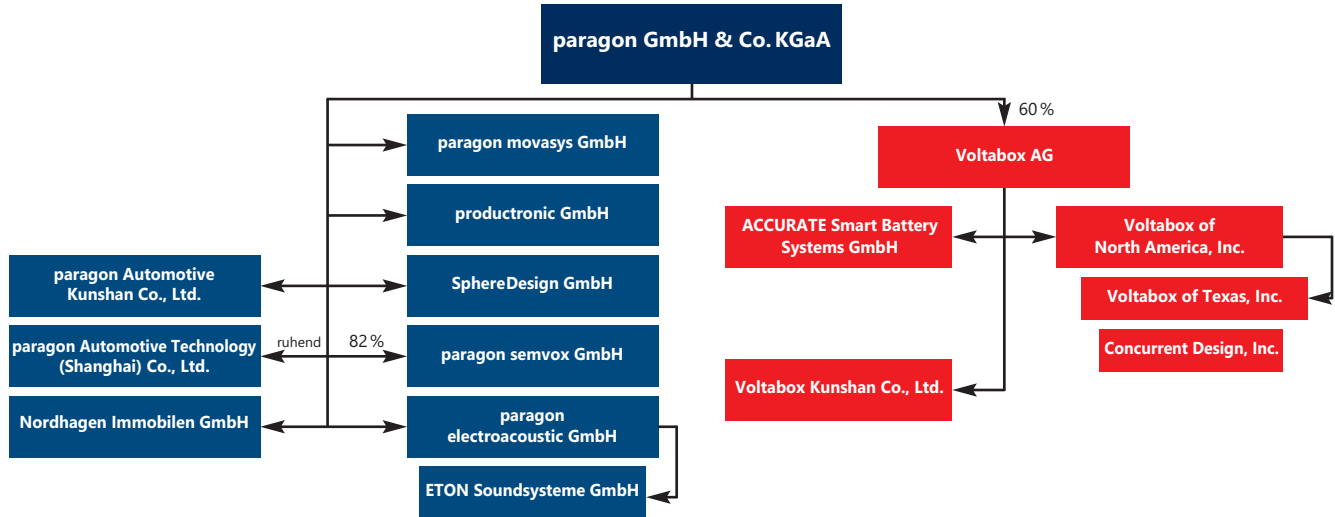 paragon GmbH & Co. KGaA
60 %
paragon movasys GmbH
Voltabox AG
productronic GmbH
ACCURATE Smart Battery
Systems GmbH
Voltabox of
North America, Inc.
paragon Automotive
Kunshan Co., Ltd.
SphereDesign GmbH
Voltabox of Texas, Inc.
paragon Automotive Technology
(Shanghai) Co., Ltd.
ruhend
82 %
paragon semvox GmbH
Concurrent Design, Inc.
Voltabox Kunshan Co., Ltd.
Nordhagen Immobilen GmbH
paragon
electroacoustic GmbH
ETON Soundsysteme GmbH